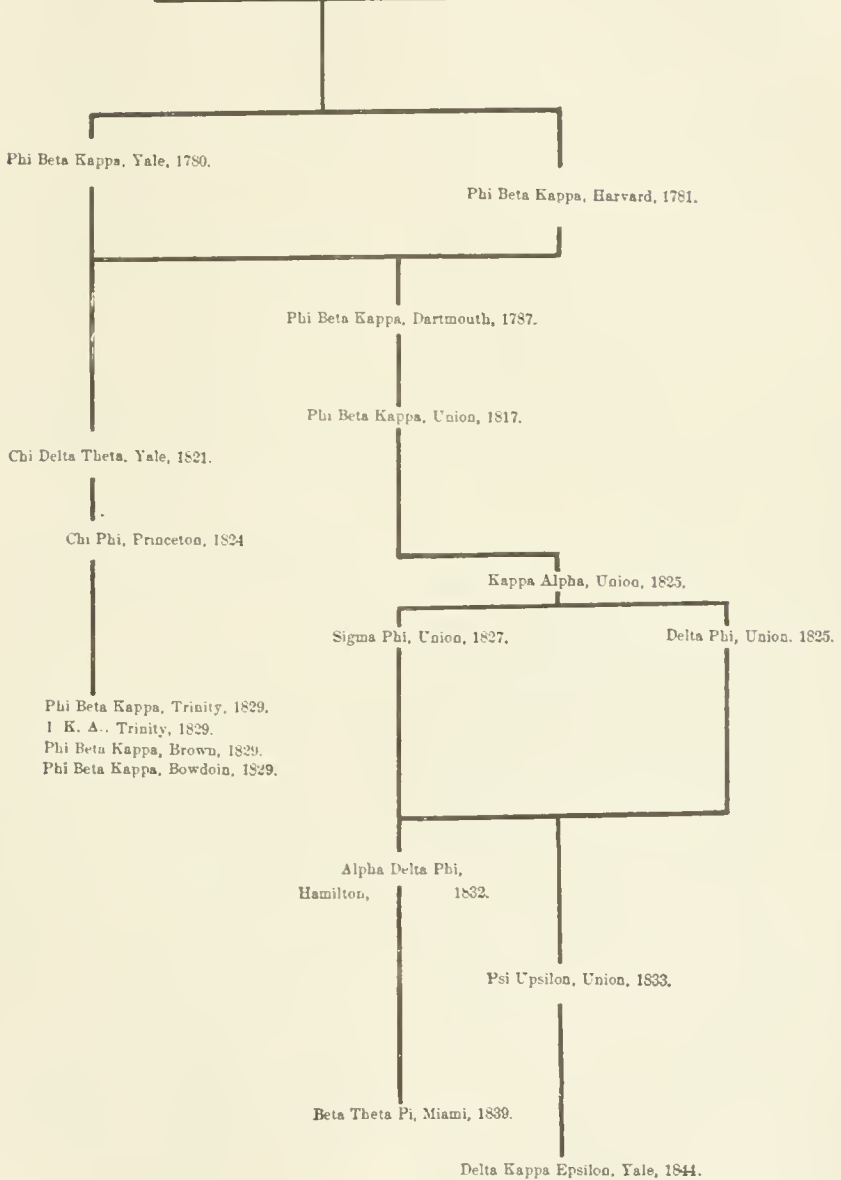 Phi Beta Kappa, Yale, 1780.
Phi Beta Kappa, Harvard, 1781.
Phi Beta Kappa, Dartmouth, 1787.
Phi Beta Kappa, Union, 1817.
Chi Delta Theta, Yale, 1821.
Chi Phi, Princeton, 1824
Kappa Alpha, Union, 1825.
Sigma Phi, Union, 1827.
Delta Phi, Union. 1825.
Phi Beta Kappa, Trinity, 1829.
I K. A., Trinity, 1829.
Phi Beta Kappa, Brown, 1829.
Phi Beta Kappa, Bowdoin, 1829.
Alpha Delta Phi,
Hamilton, 1832.
Psi Upsilon, Union, 1833.
Beta Theta Pi, Miami, 1839.
Delta Kappa Epsilon, Yale, 1844.